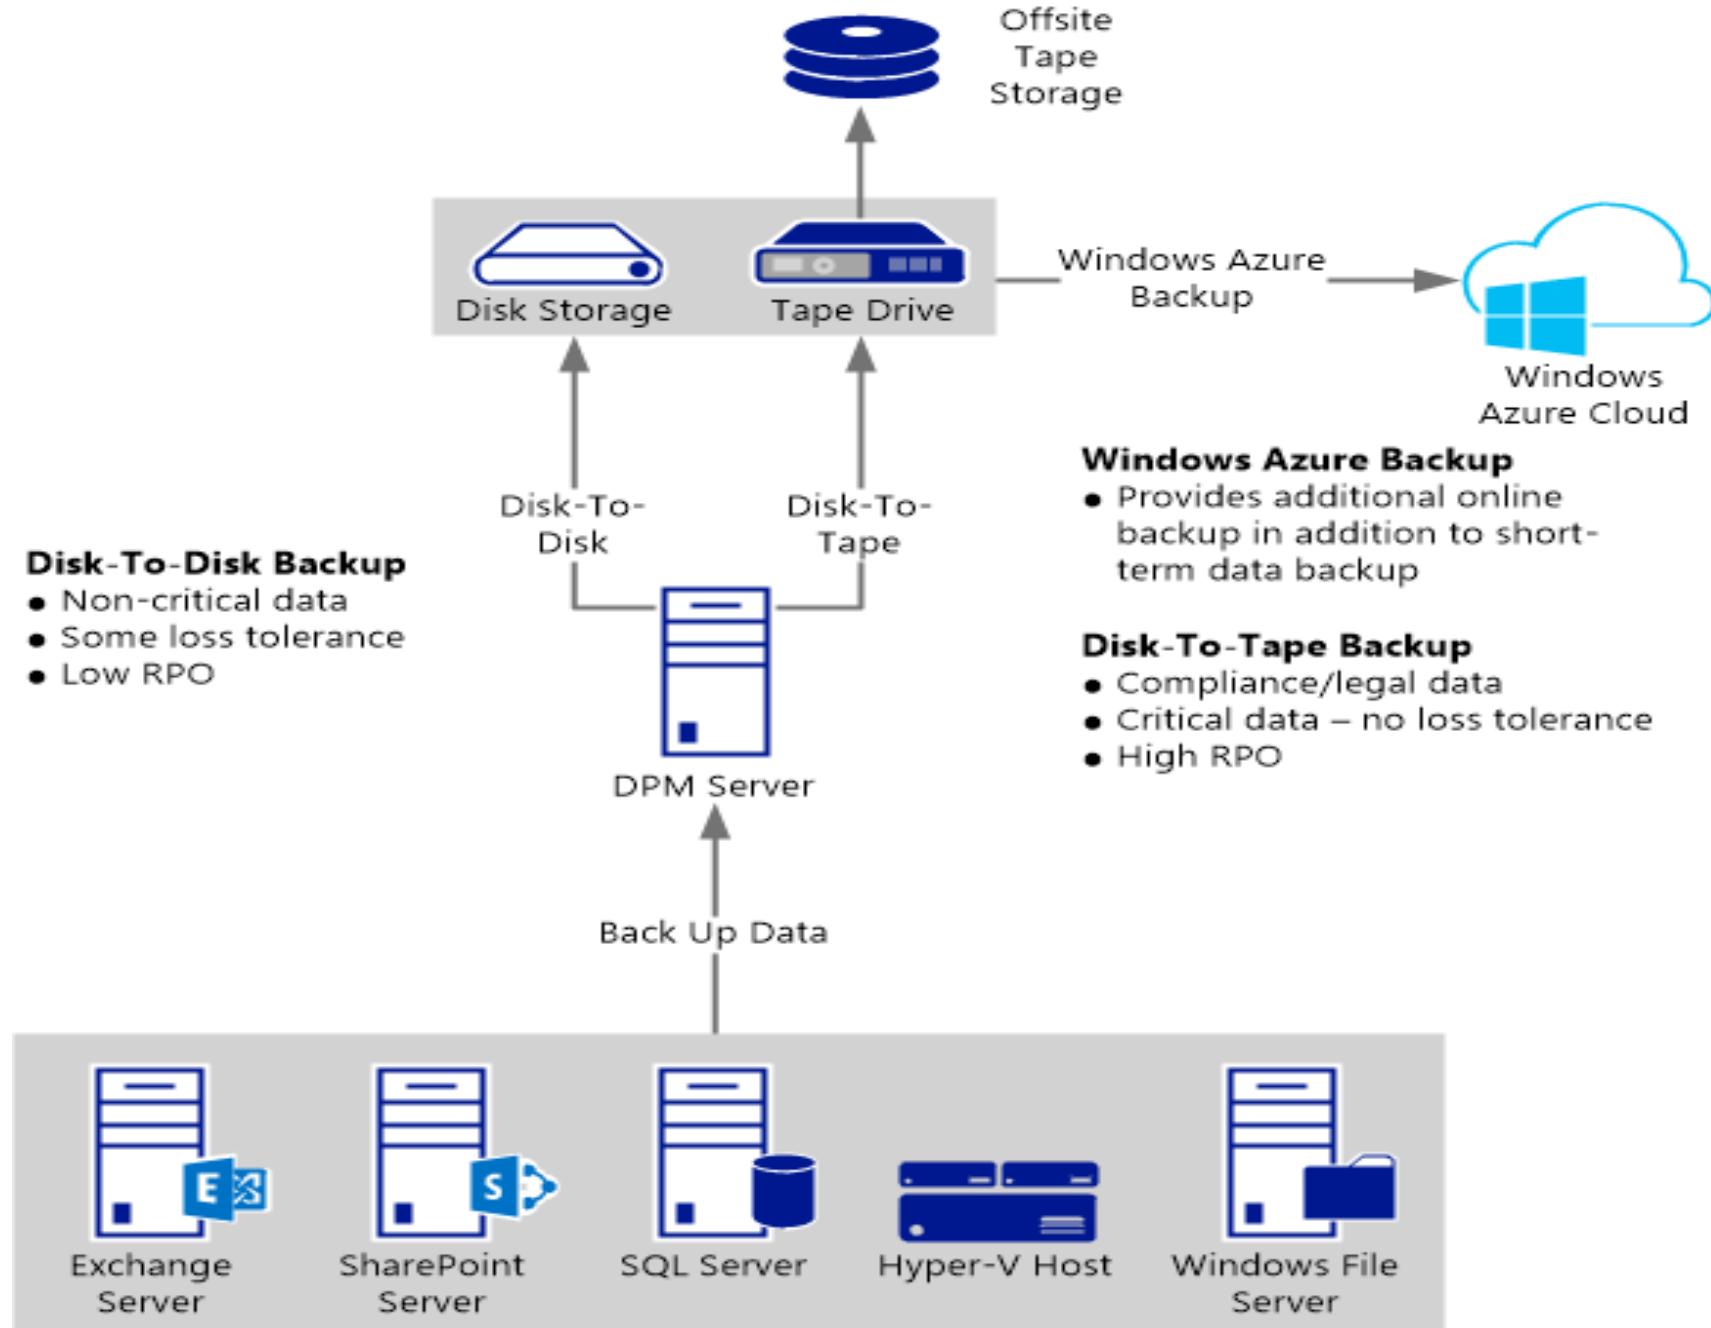 Offsite
Tape
Storage
Disk Storage
Tape Drive
Windows Azure
Backup
Windows
Azure Cloud
Disk-To-
Disk
Disk-To-
Tape
Windows Azure Backup
● Provides additional online
backup in addition to short-
term data backup
Disk-To-Disk Backup
● Non-critical data
● Some loss tolerance
● Low RPO
Disk-To-Tape Backup
● Compliance/legal data
● Critical data – no loss tolerance
● High RPO
DPM Server
Back Up Data
E
S
Exchange
Server
SharePoint
Server
SQL Server
Hyper-V Host
Windows File
Server